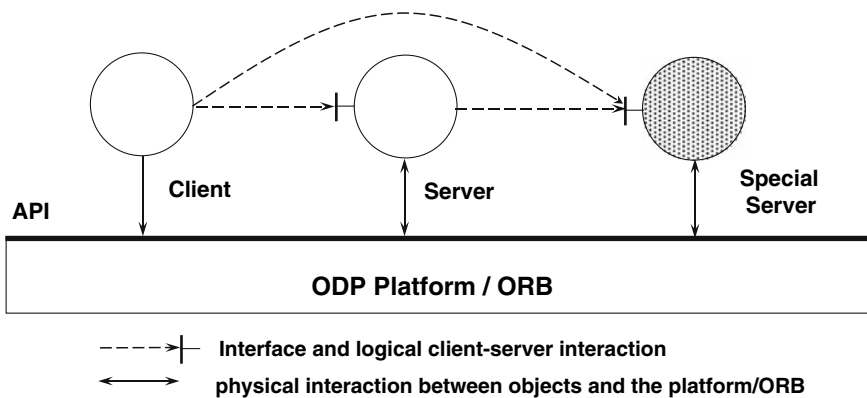 Client
Server
Special
Server
API
ODP Platform / ORB
Interface and logical client-server interaction
physical interaction between objects and the platform/ORB